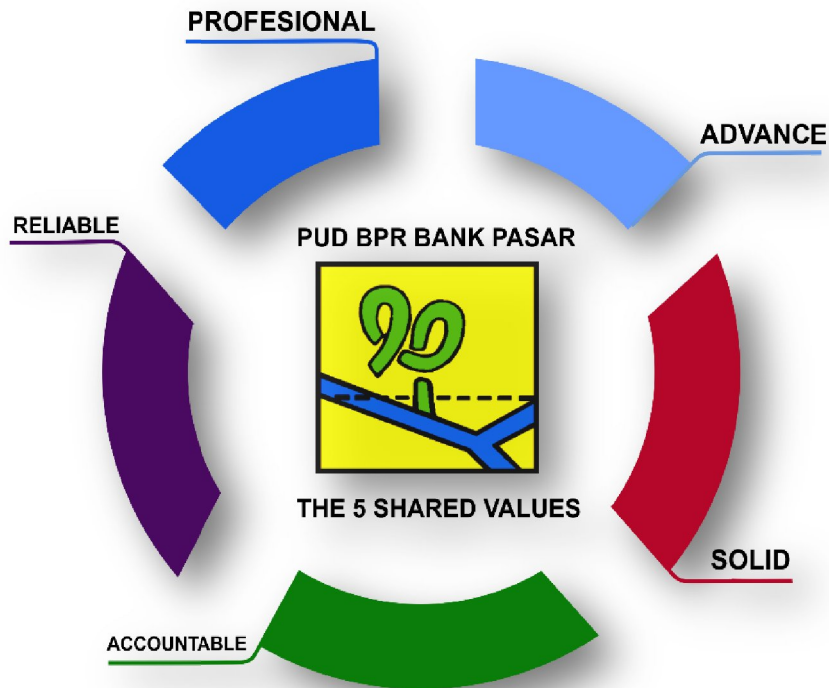 PROFESIONAL
ADVANCE
RELIABLE
PUD BPR BANK PASAR
THE 5 SHARED VALUES
SOLID
ACCOUNTABLE